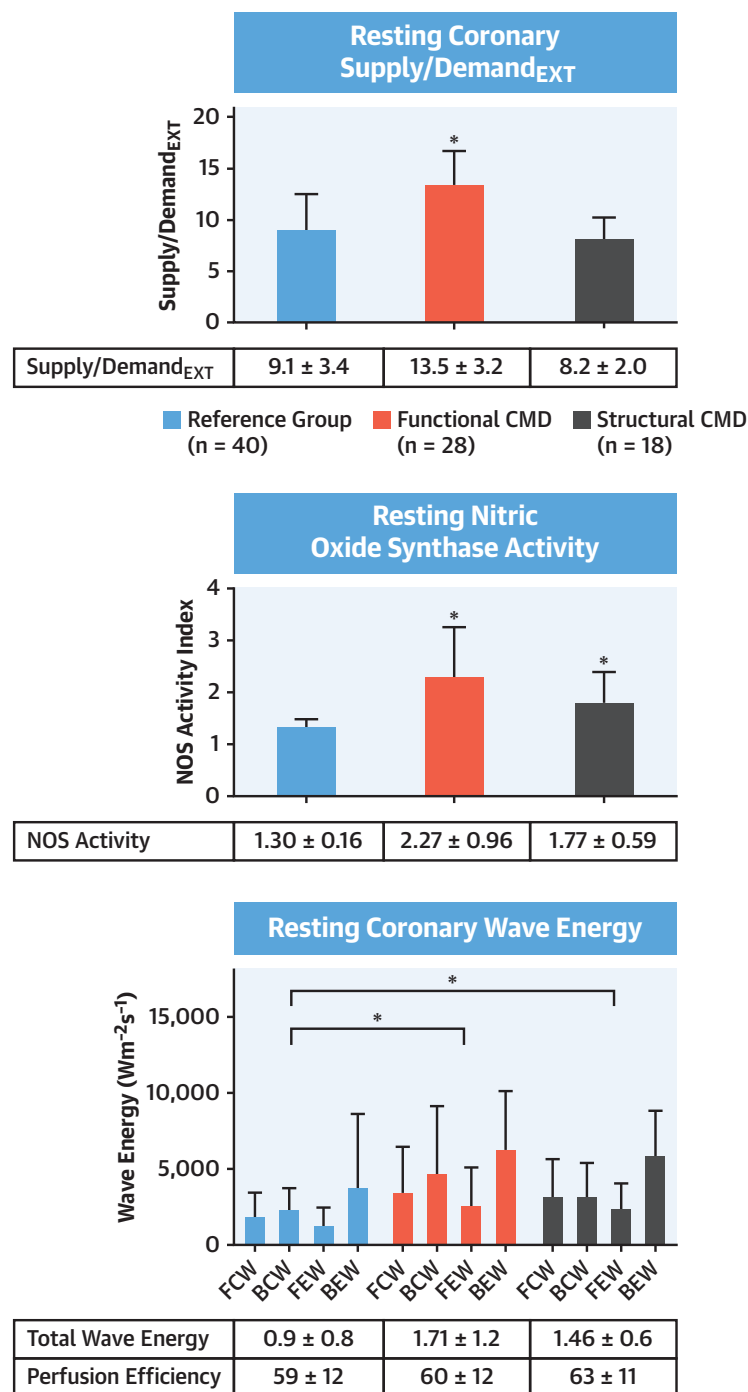 Resting Coronary
Supply/DemandEXT
Supply/DemandEXT
20
15
10
5
0
*
Supply/DemandEXT 9.1 ± 3.4 13.5 ± 3.2 8.2 ± 2.0
Reference Group Functional CMD Structural CMD
(n = 40) (n = 28) (n = 18)
Resting Nitric
Oxide Synthase Activity
NOS Activity Index
4
3
2
1
0
* *
NOS Activity 1.30 ± 0.16 2.27 ± 0.96 1.77 ± 0.59
Resting Coronary Wave Energy
Wave Energy (Wm⁻²s⁻¹)
15,000
10,000
5,000
0
*
*
FCW BCW FEW BEW FCW BCW FEW BEW FCW BCW FEW BEW
Total Wave Energy 0.9 ± 0.8 1.71 ± 1.2 1.46 ± 0.6
Perfusion Efficiency 59 ± 12 60 ± 12 63 ± 11